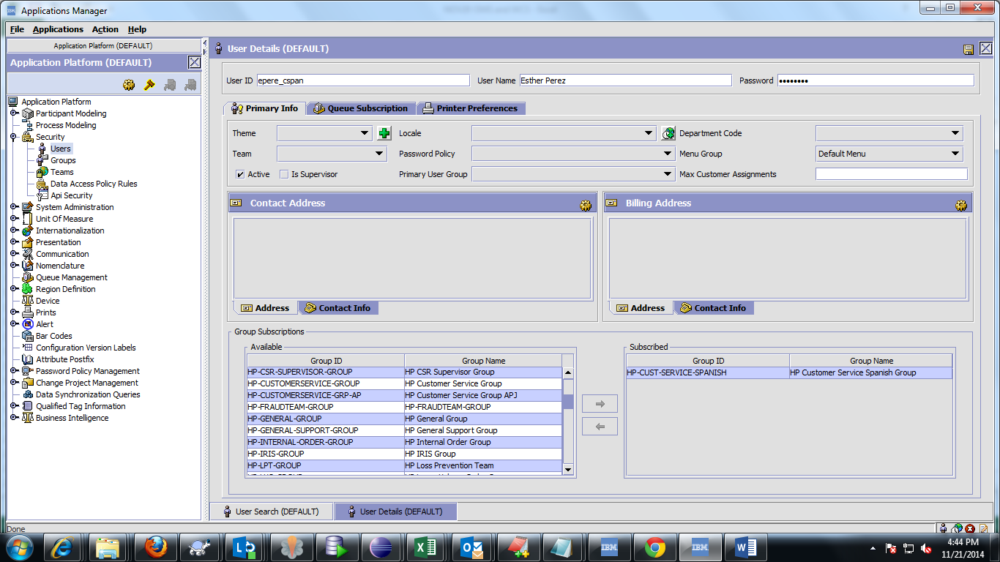 Applications Manager
File Applications Action Help
Application Platform (DEFAULT)
Application Platform (DEFAULT)
Application Platform
Participant Modeling
Process Modeling
Security
Users
Groups
Teams
Data Access Policy Rules
Api Security
System Administration
Unit Of Measure
Internationalization
Presentation
Communication
Nomenclature
Queue Management
Region Definition
Device
Prints
Alert
Bar Codes
Configuration Version Labels
Attribute Postfix
Password Policy Management
Change Project Management
Data Synchronization Queries
Qualified Tag Information
Business Intelligence
User Details (DEFAULT)
User ID epere_cspan User Name Esther Perez Password ••••••••
Primary Info Queue Subscription Printer Preferences
Theme Locale Department Code
Team Password Policy Menu Group Default Menu
Active Is Supervisor Primary User Group Max Customer Assignments
Contact Address Billing Address
Address Contact Info Address Contact Info
Group Subscriptions
Available
Group ID Group Name
HP-CSR-SUPERVISOR-GROUP HP CSR Supervisor Group
HP-CUSTOMERSERVICE-GROUP HP Customer Service Group
HP-CUSTOMERSERVICE-GRP-AP HP Customer Service Group APJ
HP-FRAUDTEAM-GROUP HP-FRAUDTEAM-GROUP
HP-GENERAL-GROUP HP General Group
HP-GENERAL-SUPPORT-GROUP HP General Support Group
HP-INTERNAL-ORDER-GROUP HP Internal Order Group
HP-IRIS-GROUP HP IRIS Group
HP-LPT-GROUP HP Loss Prevention Team
Subscribed
Group ID Group Name
HP-CUST-SERVICE-SPANISH HP Customer Service Spanish Group
User Search (DEFAULT) User Details (DEFAULT)
Done
IBM IBM
4:44 PM
11/21/2014